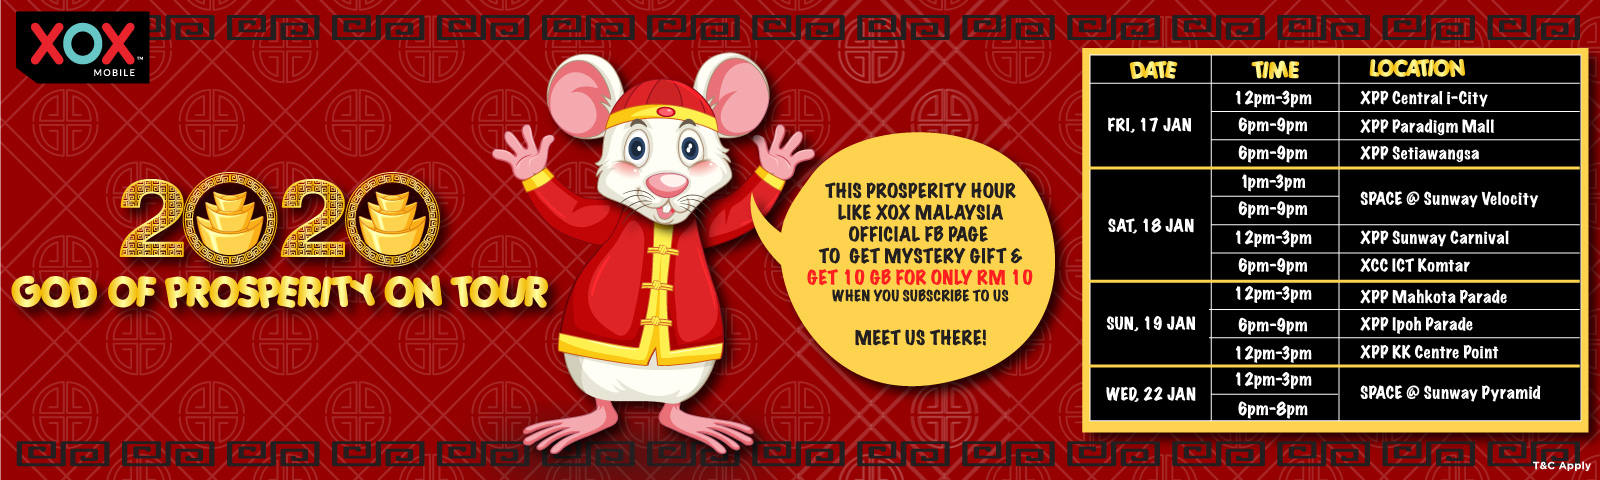 XOX
MOBILE
2020
GOD OF PROSPERITY ON TOUR
THIS PROSPERITY HOUR
LIKE XOX MALAYSIA
OFFICIAL FB PAGE
TO GET MYSTERY GIFT &
GET 10 GB FOR ONLY RM 10
WHEN YOU SUBSCRIBE TO US
MEET US THERE!
DATE TIME LOCATION
FRI, 17 JAN
12pm-3pm XPP Central i-City
6pm-9pm XPP Paradigm Mall
6pm-9pm XPP Setiawangsa
SAT, 18 JAN
1pm-3pm
6pm-9pm
SPACE @ Sunway Velocity
12pm-3pm XPP Sunway Carnival
6pm-9pm XCC ICT Komtar
SUN, 19 JAN
12pm-3pm XPP Mahkota Parade
6pm-9pm XPP Ipoh Parade
12pm-3pm XPP KK Centre Point
WED, 22 JAN
12pm-3pm
6pm-8pm
SPACE @ Sunway Pyramid
T&C Apply